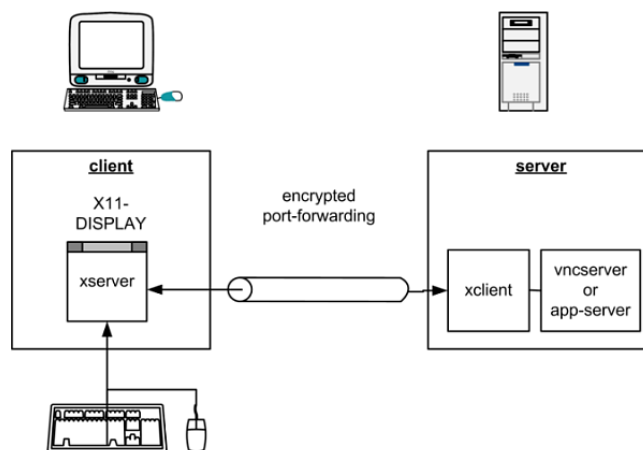 client
X11-
DISPLAY
xserver
encrypted
port-forwarding
server
xclient
vncserver
or
app-server